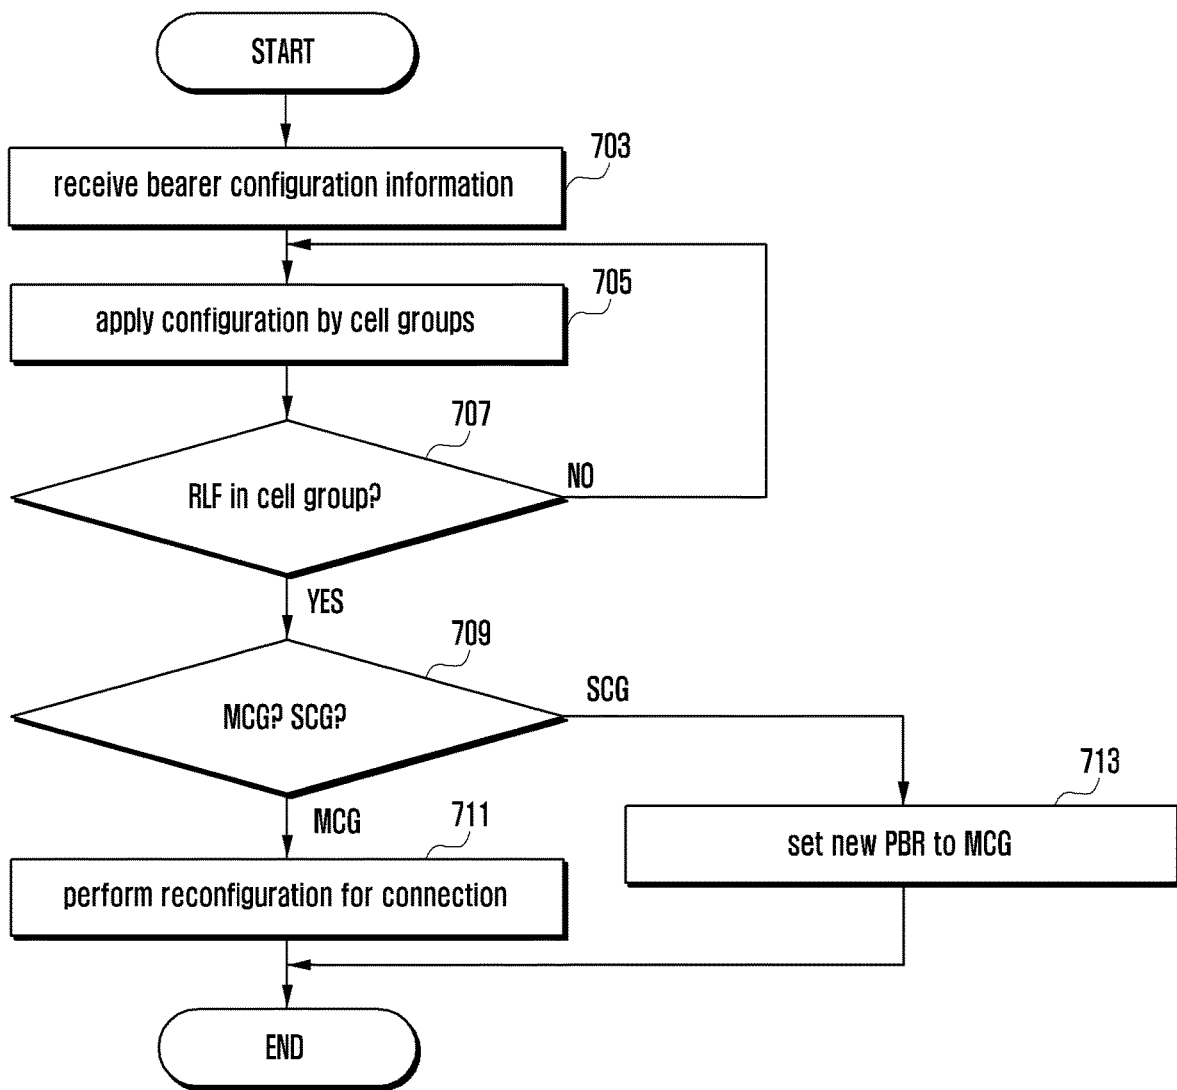 START
703
receive bearer configuration information
705
apply configuration by cell groups
707
RLF in cell group?
NO
YES
709
MCG? SCG?
SCG
MCG
711
perform reconfiguration for connection
713
set new PBR to MCG
END